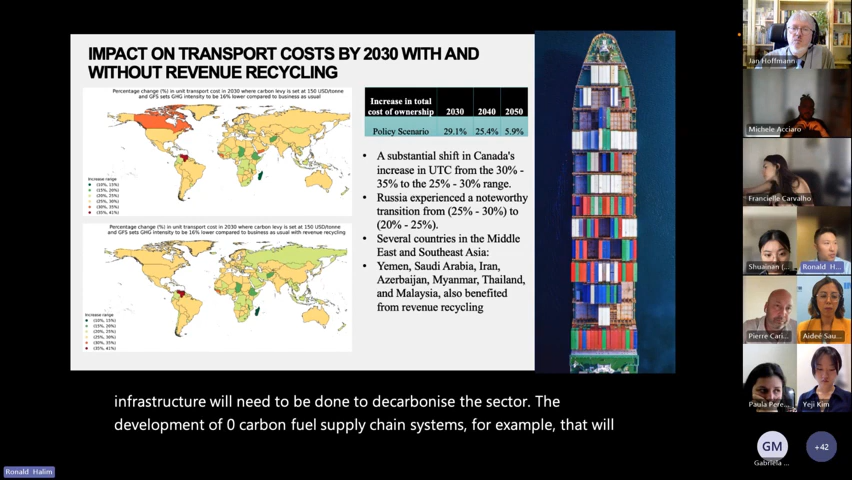 IMPACT ON TRANSPORT COSTS BY 2030 WITH AND
WITHOUT REVENUE RECYCLING
Percentage change (%) in unit transport cost in 2030 where carbon levy is set at 150 USD/tonne
and GFS sets GHG intensity to be 16% lower compared to business as usual
Increase range
(10%, 15%)
(15%, 20%)
(20%, 25%)
(25%, 30%)
(30%, 35%)
(35%, 41%)
Percentage change (%) in unit transport cost in 2030 where carbon levy is set at 150 USD/tonne
and GFS sets GHG intensity to be 16% lower compared to business as usual with revenue recycling
Increase range
(10%, 15%)
(15%, 20%)
(20%, 25%)
(25%, 30%)
(30%, 35%)
(35%, 41%)
Increase in total
cost of ownership 2030 2040 2050
Policy Scenario 29.1% 25.4% 5.9%
• A substantial shift in Canada's
increase in UTC from the 30% -
35% to the 25% - 30% range.
• Russia experienced a noteworthy
transition from (25% - 30%) to
(20% - 25%).
• Several countries in the Middle
East and Southeast Asia:
• Yemen, Saudi Arabia, Iran,
Azerbaijan, Myanmar, Thailand,
and Malaysia, also benefited
from revenue recycling
infrastructure will need to be done to decarbonise the sector. The
development of 0 carbon fuel supply chain systems, for example, that will
Ronald Halim
Jan Hoffmann
Michele Acciaro
Francielle Carvalho
Shuainan (...
Ronald H...
Pierre Cari...
Aideé Sau...
Paula Pere...
Yeji Kim
GM
+42
Gabriela ...